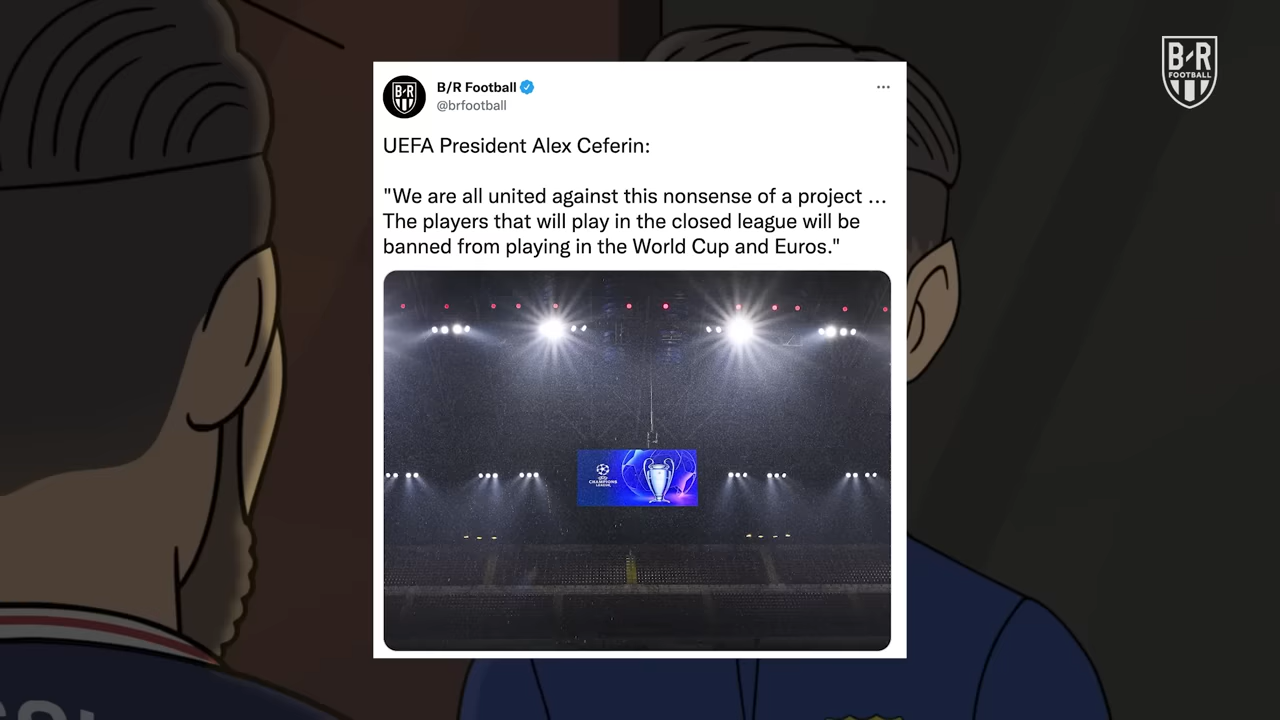 B/R Football
@brfootball
UEFA President Alex Ceferin:
"We are all united against this nonsense of a project ...
The players that will play in the closed league will be
banned from playing in the World Cup and Euros."
CHAMPIONS
LEAGUE
B/R
FOOTBALL